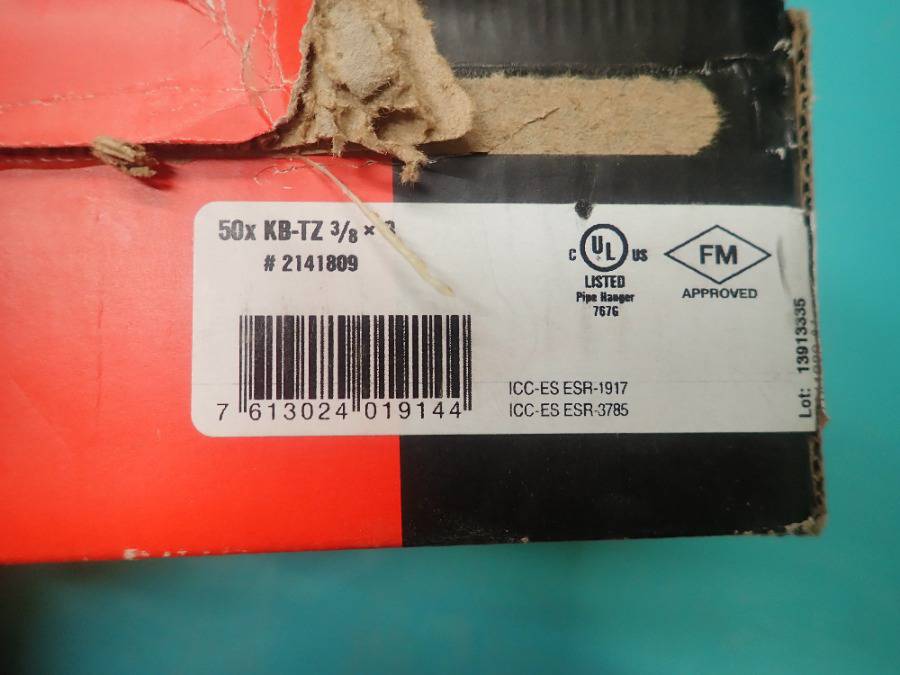 50x KB-TZ 3/8 × 3
# 2141809
7 613024 019144
C UL US
LISTED
Pipe Hanger
767G
FM
APPROVED
ICC-ES ESR-1917
ICC-ES ESR-3785
Lot: 13913335